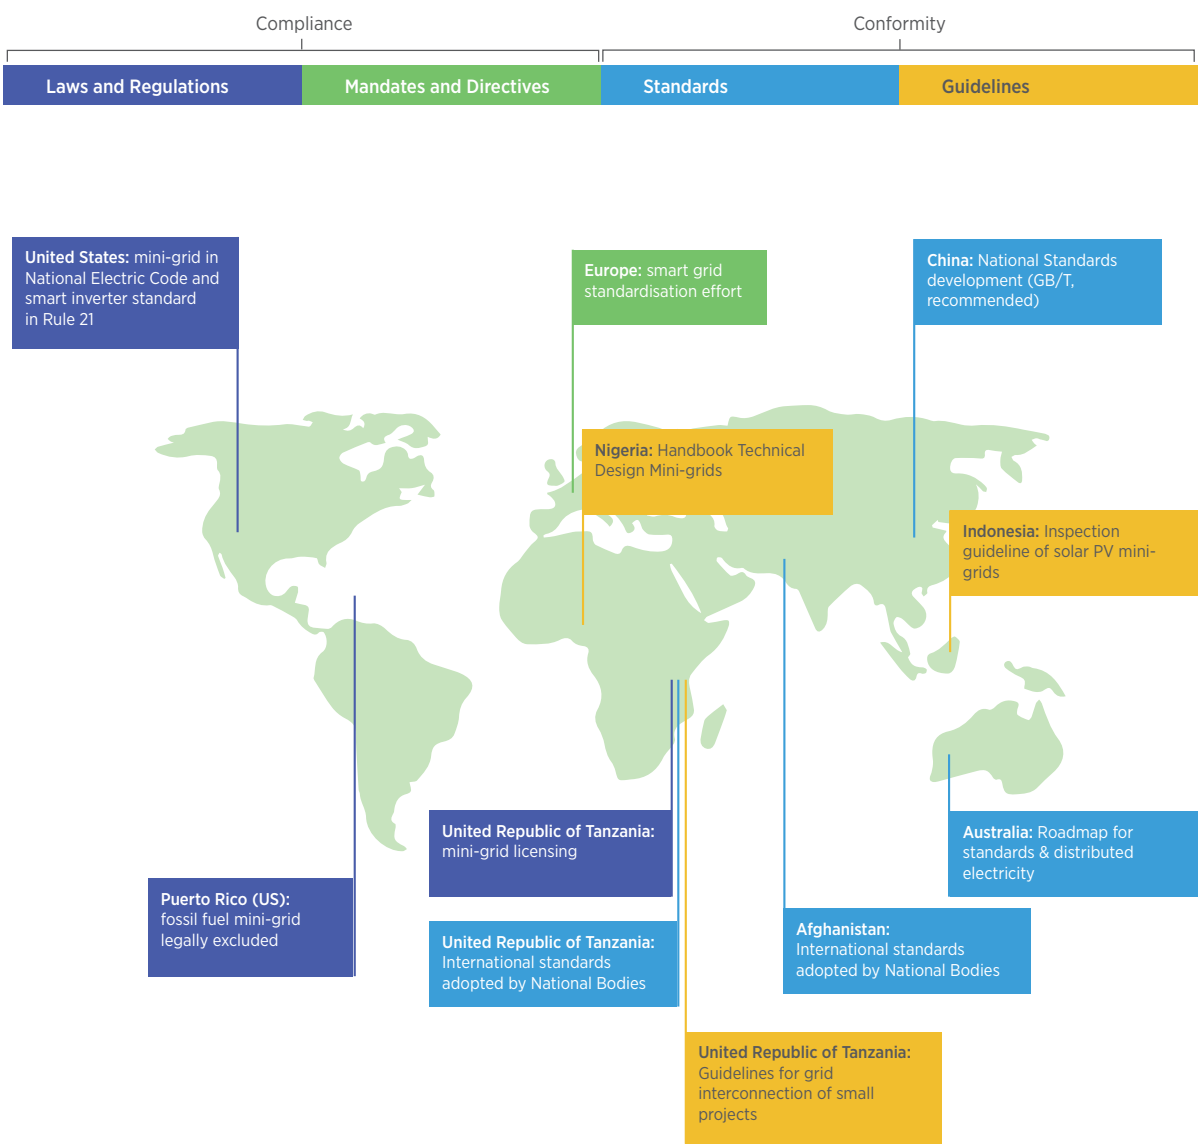 Compliance
Conformity
Laws and Regulations
Mandates and Directives
Standards
Guidelines
United States: mini-grid in
National Electric Code and
smart inverter standard
in Rule 21
Europe: smart grid
standardisation effort
China: National Standards
development (GB/T,
recommended)
Nigeria: Handbook Technical
Design Mini-grids
Indonesia: Inspection
guideline of solar PV mini-
grids
United Republic of Tanzania:
mini-grid licensing
Australia: Roadmap for
standards & distributed
electricity
Puerto Rico (US):
fossil fuel mini-grid
legally excluded
United Republic of Tanzania:
International standards
adopted by National Bodies
Afghanistan:
International standards
adopted by National Bodies
United Republic of Tanzania:
Guidelines for grid
interconnection of small
projects